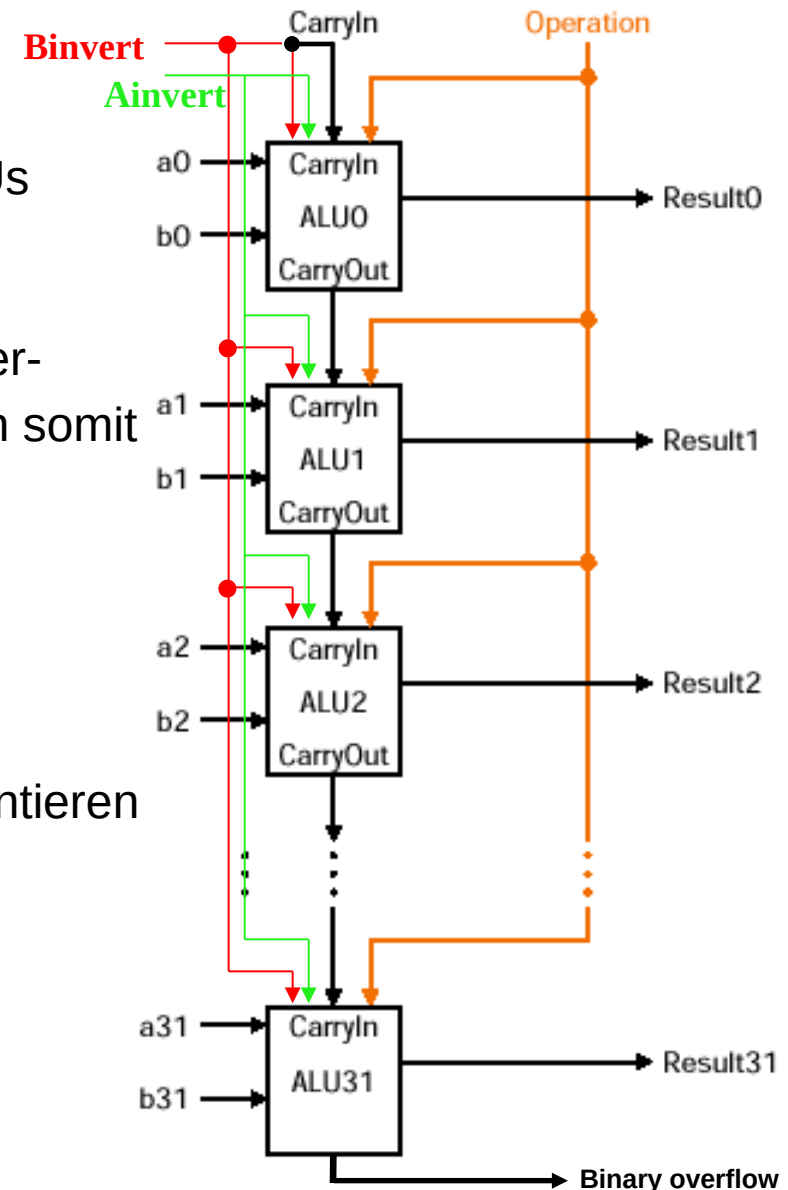 CarryIn
Operation
Binvert
Ainvert
a0
CarryIn
ALU0
b0
CarryOut
Result0
er-
somit
a1
CarryIn
ALU1
b1
CarryOut
Result1
a2
CarryIn
ALU2
b2
CarryOut
Result2
ntieren
a31
CarryIn
ALU31
b31
Result31
Binary overflow